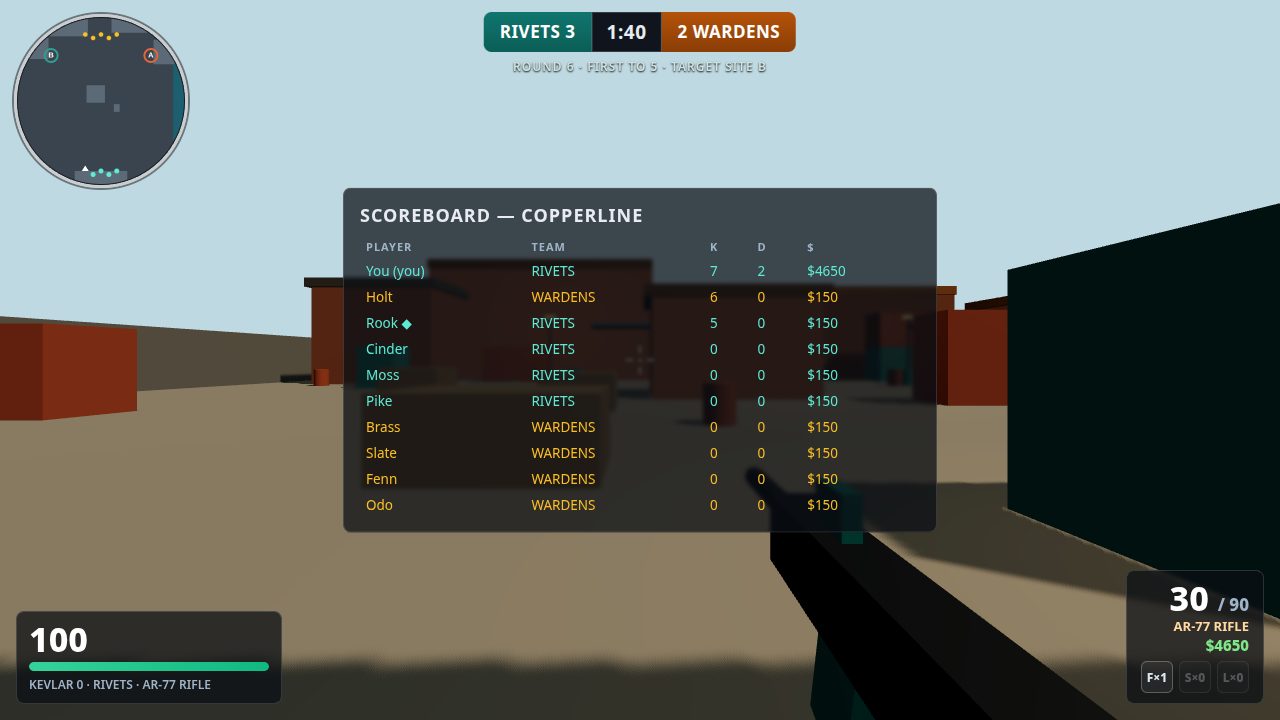 B
A
RIVETS 3 1:40 2 WARDENS
ROUND 6 · FIRST TO 5 · TARGET SITE B
SCOREBOARD — COPPERLINE
PLAYER TEAM K D $
You (you) RIVETS 7 2 $4650
Holt WARDENS 6 0 $150
Rook ◆ RIVETS 5 0 $150
Cinder RIVETS 0 0 $150
Moss RIVETS 0 0 $150
Pike RIVETS 0 0 $150
Brass WARDENS 0 0 $150
Slate WARDENS 0 0 $150
Fenn WARDENS 0 0 $150
Odo WARDENS 0 0 $150
100
KEVLAR 0 · RIVETS · AR-77 RIFLE
30 / 90
AR-77 RIFLE
$4650
F×1 S×0 L×0